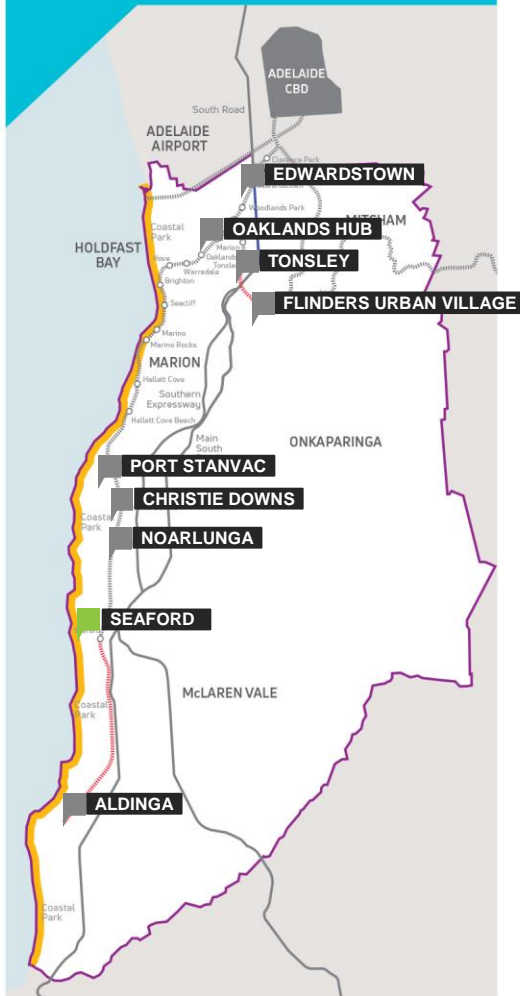 ADELAIDE
CBD
South Road
ADELAIDE
AIRPORT
Clarence Park
EDWARDSTOWN
Woodlands Park
MITCHAM
Coastal
Park
OAKLANDS HUB
HOLDFAST
BAY
Marion
Hove
Oaklands
Tonsley
TONSLEY
Warradale
Brighton
FLINDERS URBAN VILLAGE
Seacliff
Marino
Marino Rocks
MARION
Hallett Cove
Southern
Expressway
Hallett Cove Beach
Main
South
ONKAPARINGA
PORT STANVAC
CHRISTIE DOWNS
Coastal
Park
NOARLUNGA
SEAFORD
McLAREN VALE
Coastal
Park
ALDINGA
Coastal
Park